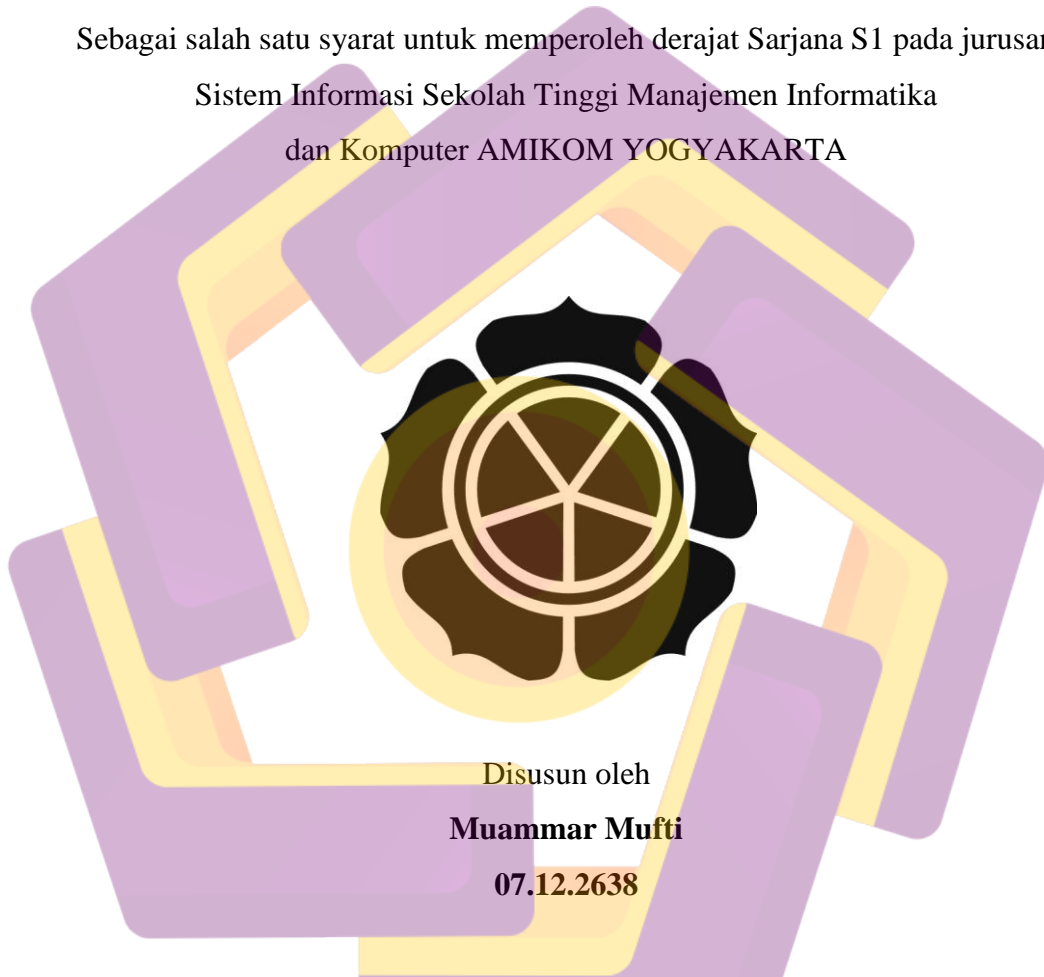 Sebagai salah satu syarat untuk memperoleh derajat Sarjana S1 pada jurusan
Sistem Informasi Sekolah Tinggi Manajemen Informatika
dan Komputer AMIKOM YOGYAKARTA
Disusun oleh
Muammar Mufti
07.12.2638